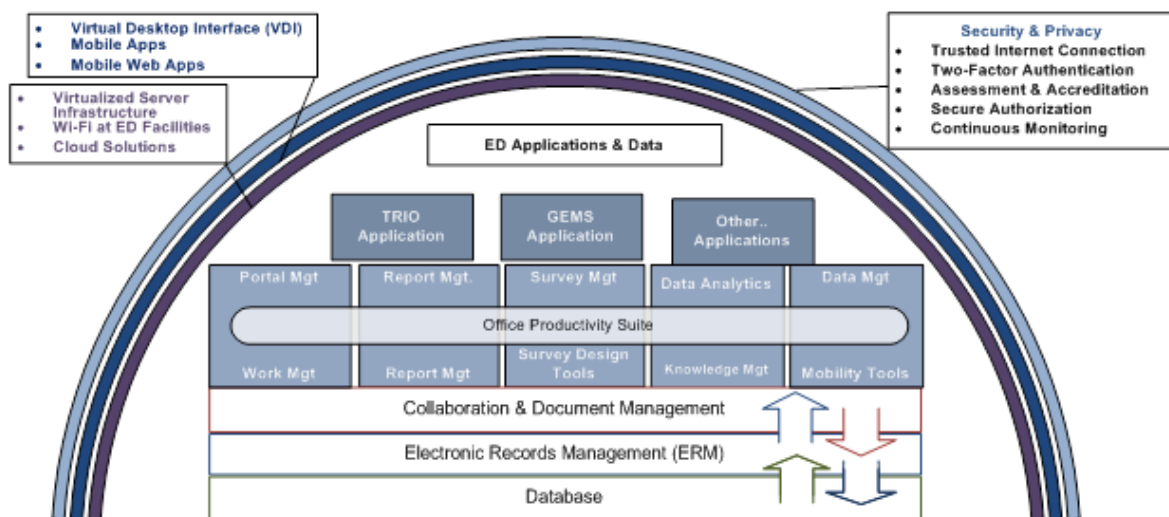 • Virtual Desktop Interface (VDI)
• Mobile Apps
• Mobile Web Apps
• Virtualized Server
Infrastructure
• Wi-Fi at ED Facilities
• Cloud Solutions
Security & Privacy
• Trusted Internet Connection
• Two-Factor Authentication
• Assessment & Accreditation
• Secure Authorization
• Continuous Monitoring
ED Applications & Data
TRIO
Application
GEMS
Application
Other..
Applications
Portal Mgt
Report Mgt.
Survey Mgt
Data Analytics
Data Mgt
Office Productivity Suite
Work Mgt
Report Mgt
Survey Design
Tools
Knowledge Mgt
Mobility Tools
Collaboration & Document Management
Electronic Records Management (ERM)
Database